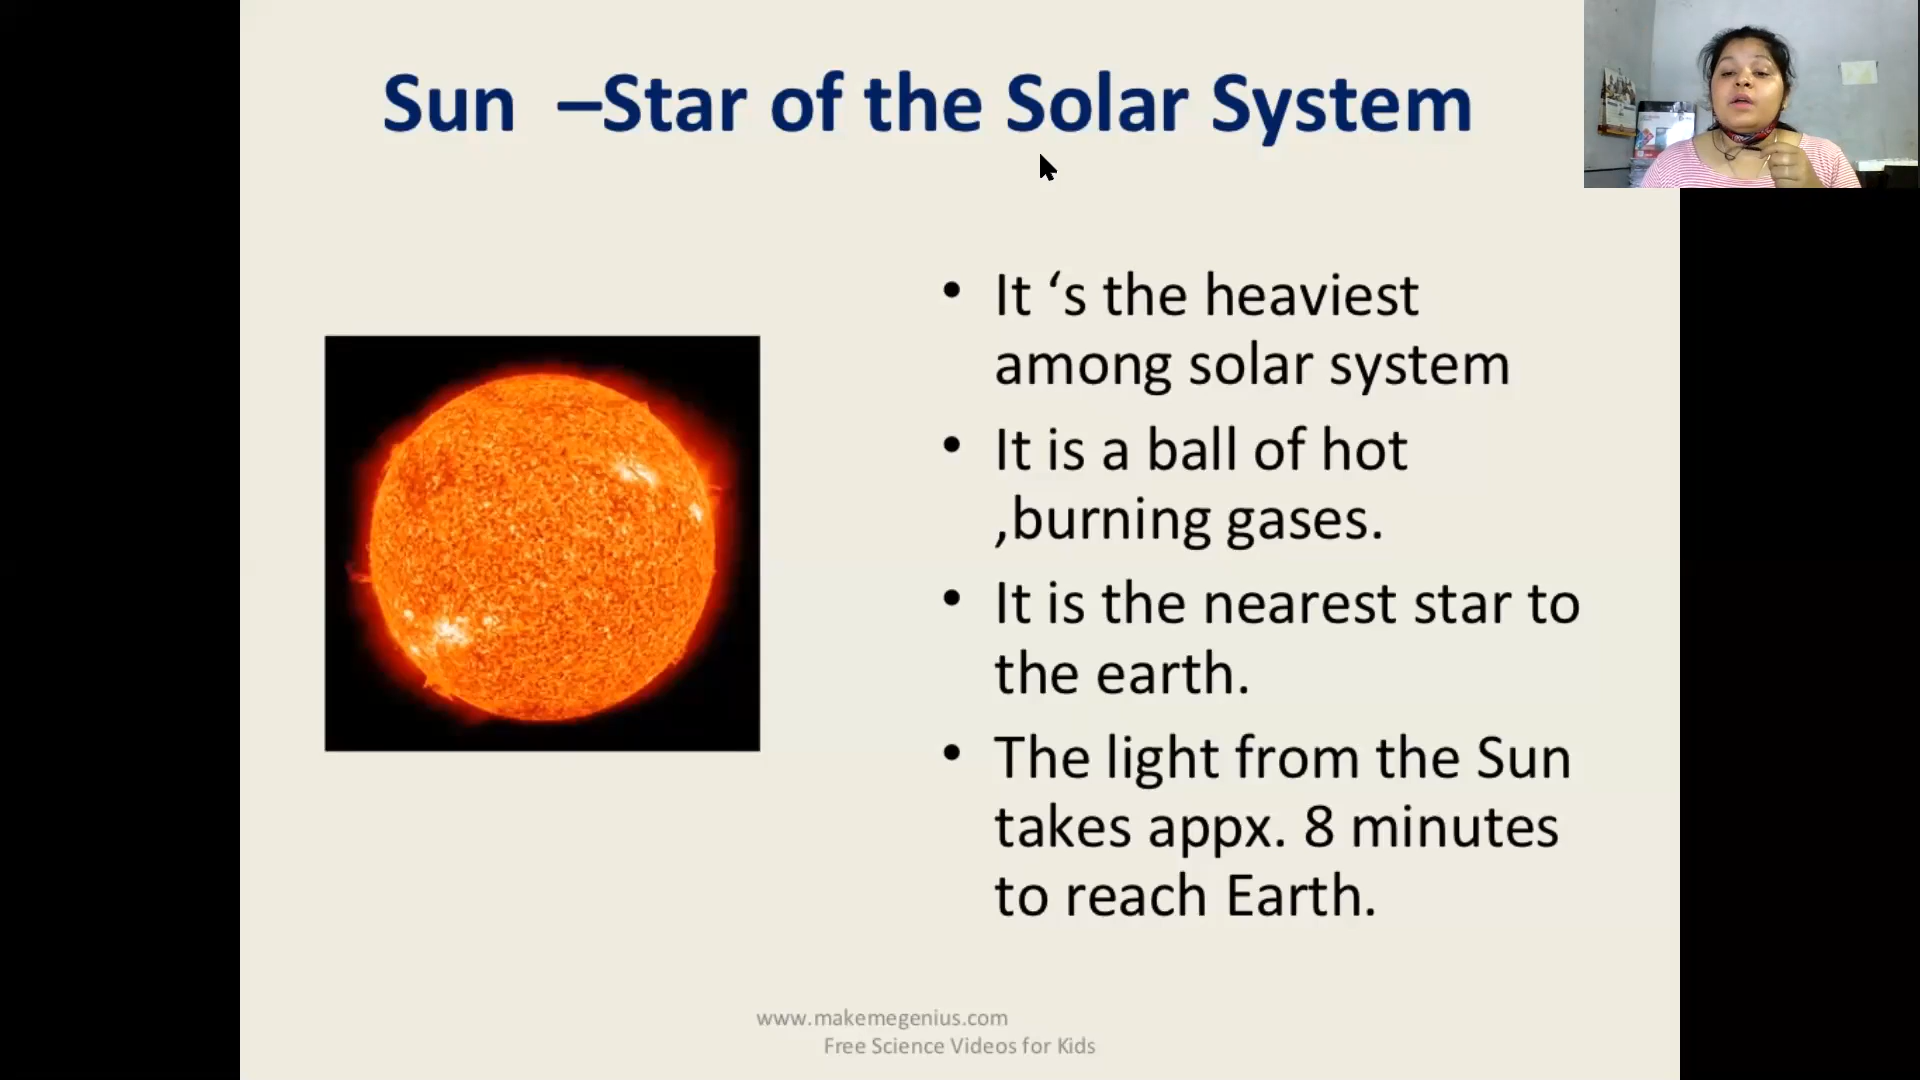 Sun –Star of the Solar System
• It ‘s the heaviest
among solar system
• It is a ball of hot
,burning gases.
• It is the nearest star to
the earth.
• The light from the Sun
takes appx. 8 minutes
to reach Earth.
www.makemegenius.com
Free Science Videos for Kids